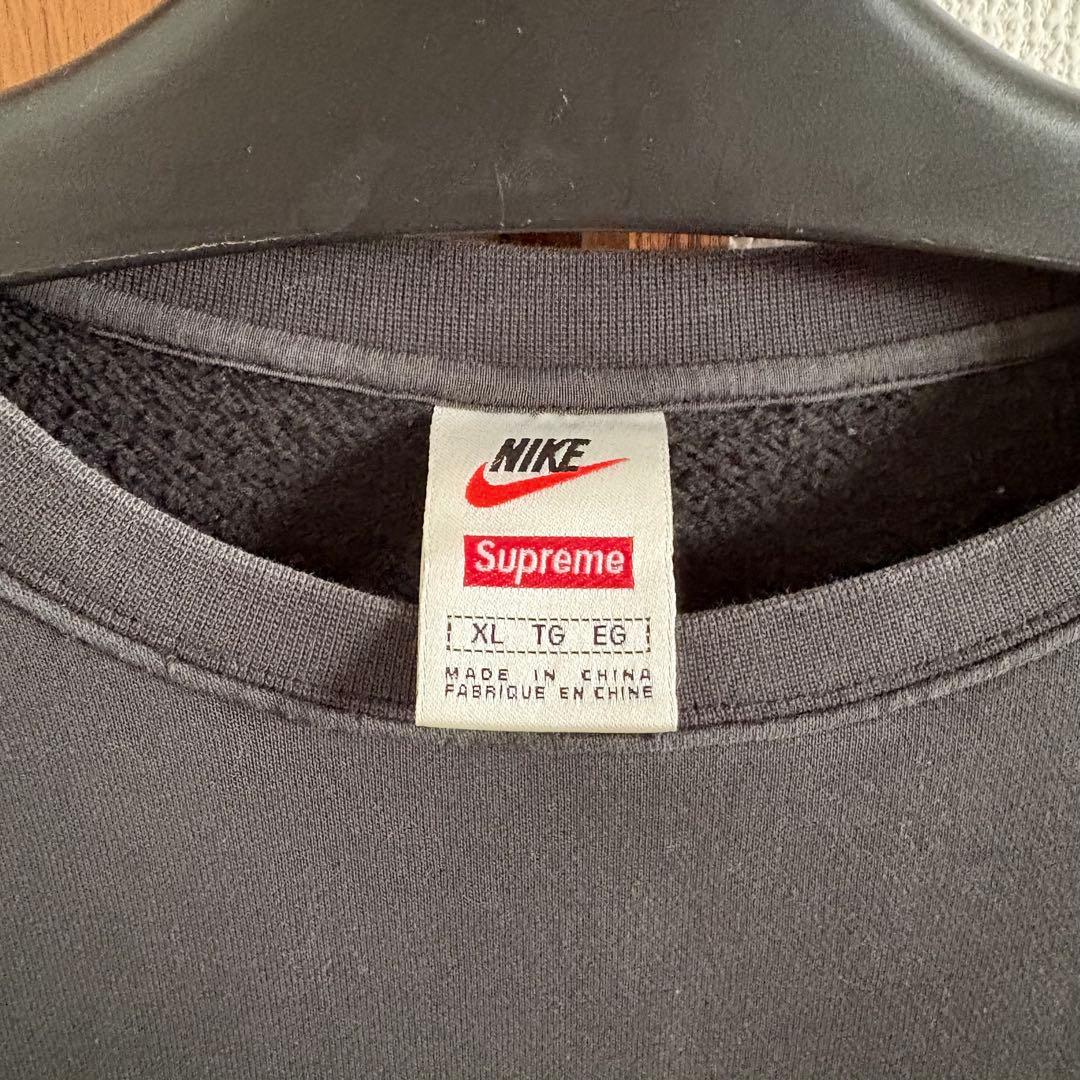 NIKE
Supreme
XL TG EG
MADE IN CHINA
FABRIQUE EN CHINE